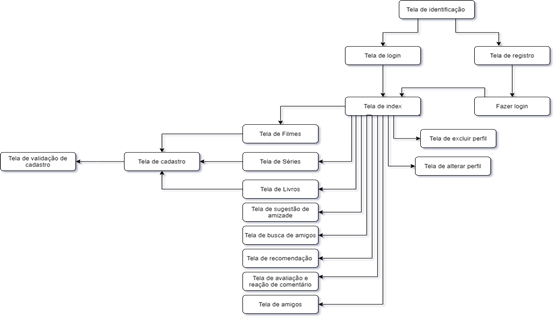 Tela de identificação
Tela de login
Tela de registro
Tela de index
Fazer login
Tela de Filmes
Tela de excluir perfil
Tela de validação de
cadastro
Tela de cadastro
Tela de Séries
Tela de alterar perfil
Tela de Livros
Tela de sugestão de
amizade
Tela de busca de amigos
Tela de recomendação
Tela de avaliação e
reação de comentário
Tela de amigos